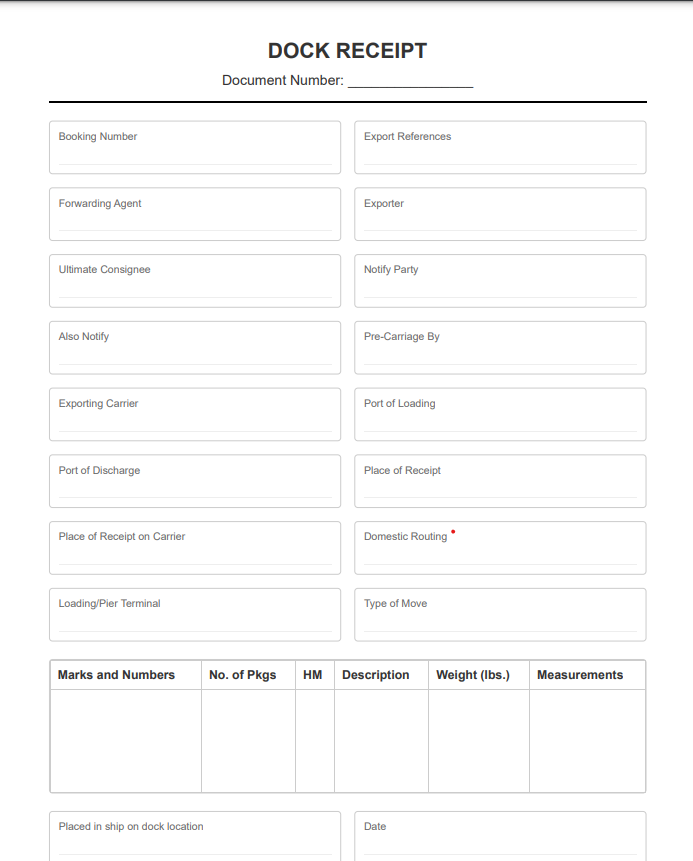 DOCK RECEIPT
Document Number: ________________
Booking Number
Export References
Forwarding Agent
Exporter
Ultimate Consignee
Notify Party
Also Notify
Pre-Carriage By
Exporting Carrier
Port of Loading
Port of Discharge
Place of Receipt
Place of Receipt on Carrier
Domestic Routing
Loading/Pier Terminal
Type of Move
Marks and Numbers No. of Pkgs HM Description Weight (lbs.) Measurements
Placed in ship on dock location
Date